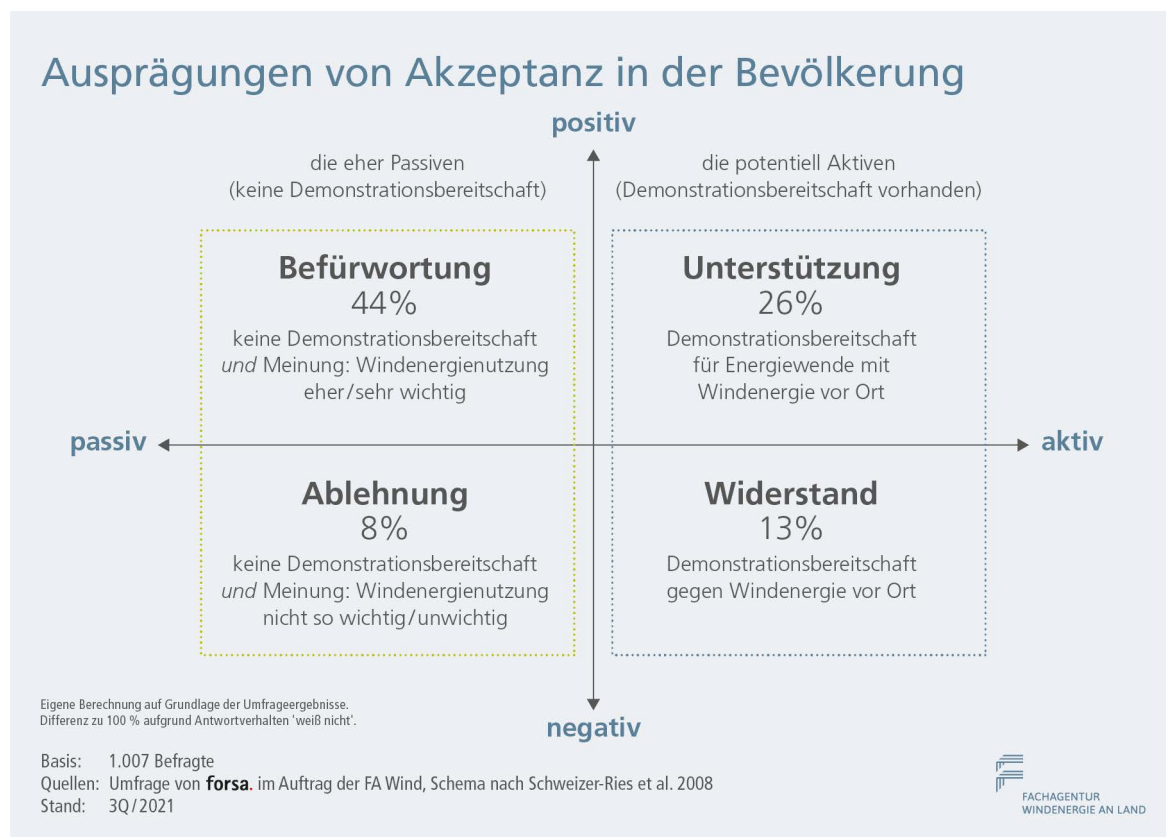 Ausprägungen von Akzeptanz in der Bevölkerung
positiv
die eher Passiven
(keine Demonstrationsbereitschaft)
die potentiell Aktiven
(Demonstrationsbereitschaft vorhanden)
Befürwortung
44%
keine Demonstrationsbereitschaft
und Meinung: Windenergienutzung
eher/sehr wichtig
Unterstützung
26%
Demonstrationsbereitschaft
für Energiewende mit
Windenergie vor Ort
passiv
aktiv
Ablehnung
8%
keine Demonstrationsbereitschaft
und Meinung: Windenergienutzung
nicht so wichtig/unwichtig
Widerstand
13%
Demonstrationsbereitschaft
gegen Windenergie vor Ort
negativ
Eigene Berechnung auf Grundlage der Umfrageergebnisse.
Differenz zu 100 % aufgrund Antwortverhalten 'weiß nicht'.
Basis: 1.007 Befragte
Quellen: Umfrage von forsa. im Auftrag der FA Wind, Schema nach Schweizer-Ries et al. 2008
Stand: 3Q/2021
FACHAGENTUR
WINDENERGIE AN LAND